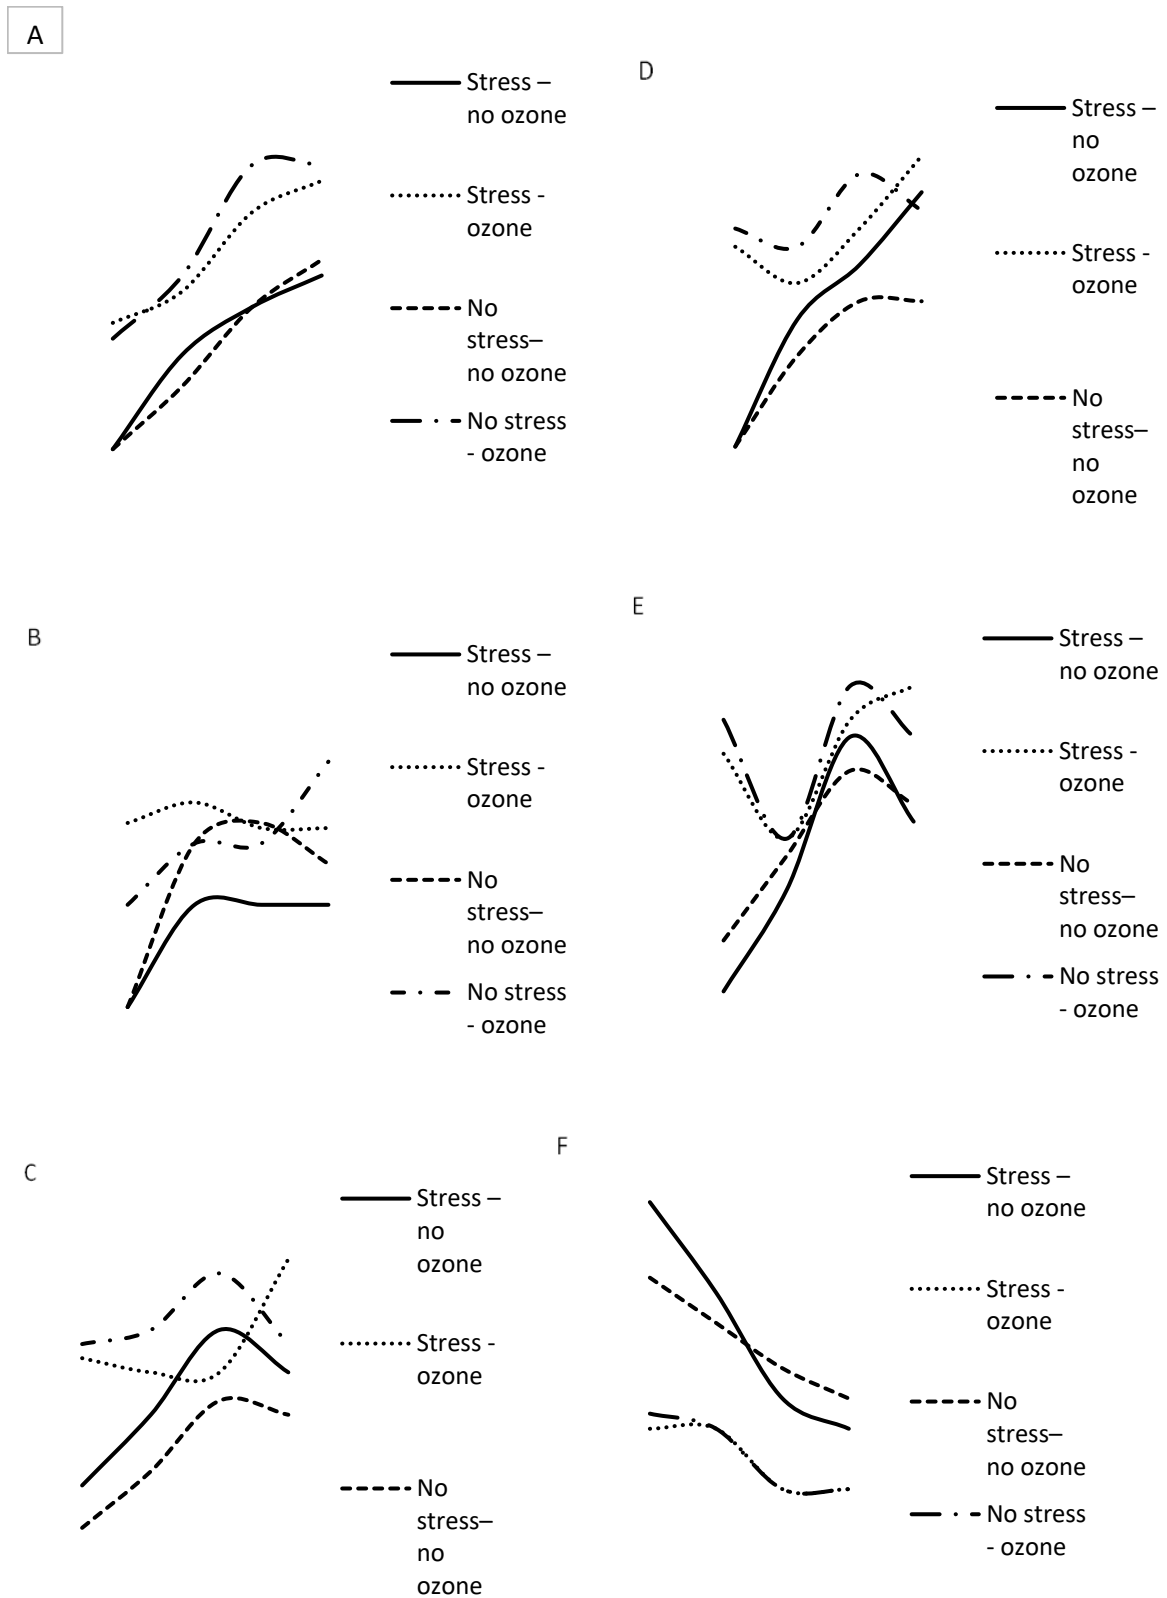 A
Stress –
no ozone
Stress -
ozone
No
stress–
no ozone
No stress
- ozone
D
Stress –
no
ozone
Stress -
ozone
No
stress–
no
ozone
B
Stress –
no ozone
Stress -
ozone
No
stress–
no ozone
No stress
- ozone
E
Stress –
no ozone
Stress -
ozone
No
stress–
no ozone
No stress
- ozone
C
Stress –
no
ozone
Stress -
ozone
No
stress–
no
ozone
F
Stress –
no ozone
Stress -
ozone
No
stress–
no ozone
No stress
- ozone